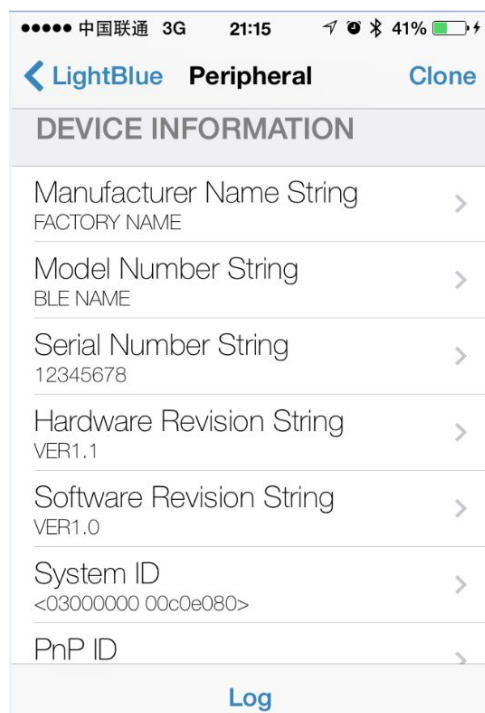 中国联通 3G 21:15 41%
LightBlue Peripheral Clone
DEVICE INFORMATION
Manufacturer Name String
FACTORY NAME
Model Number String
BLE NAME
Serial Number String
12345678
Hardware Revision String
VER1.1
Software Revision String
VER1.0
System ID
<03000000 00c0e080>
PnP ID
Log